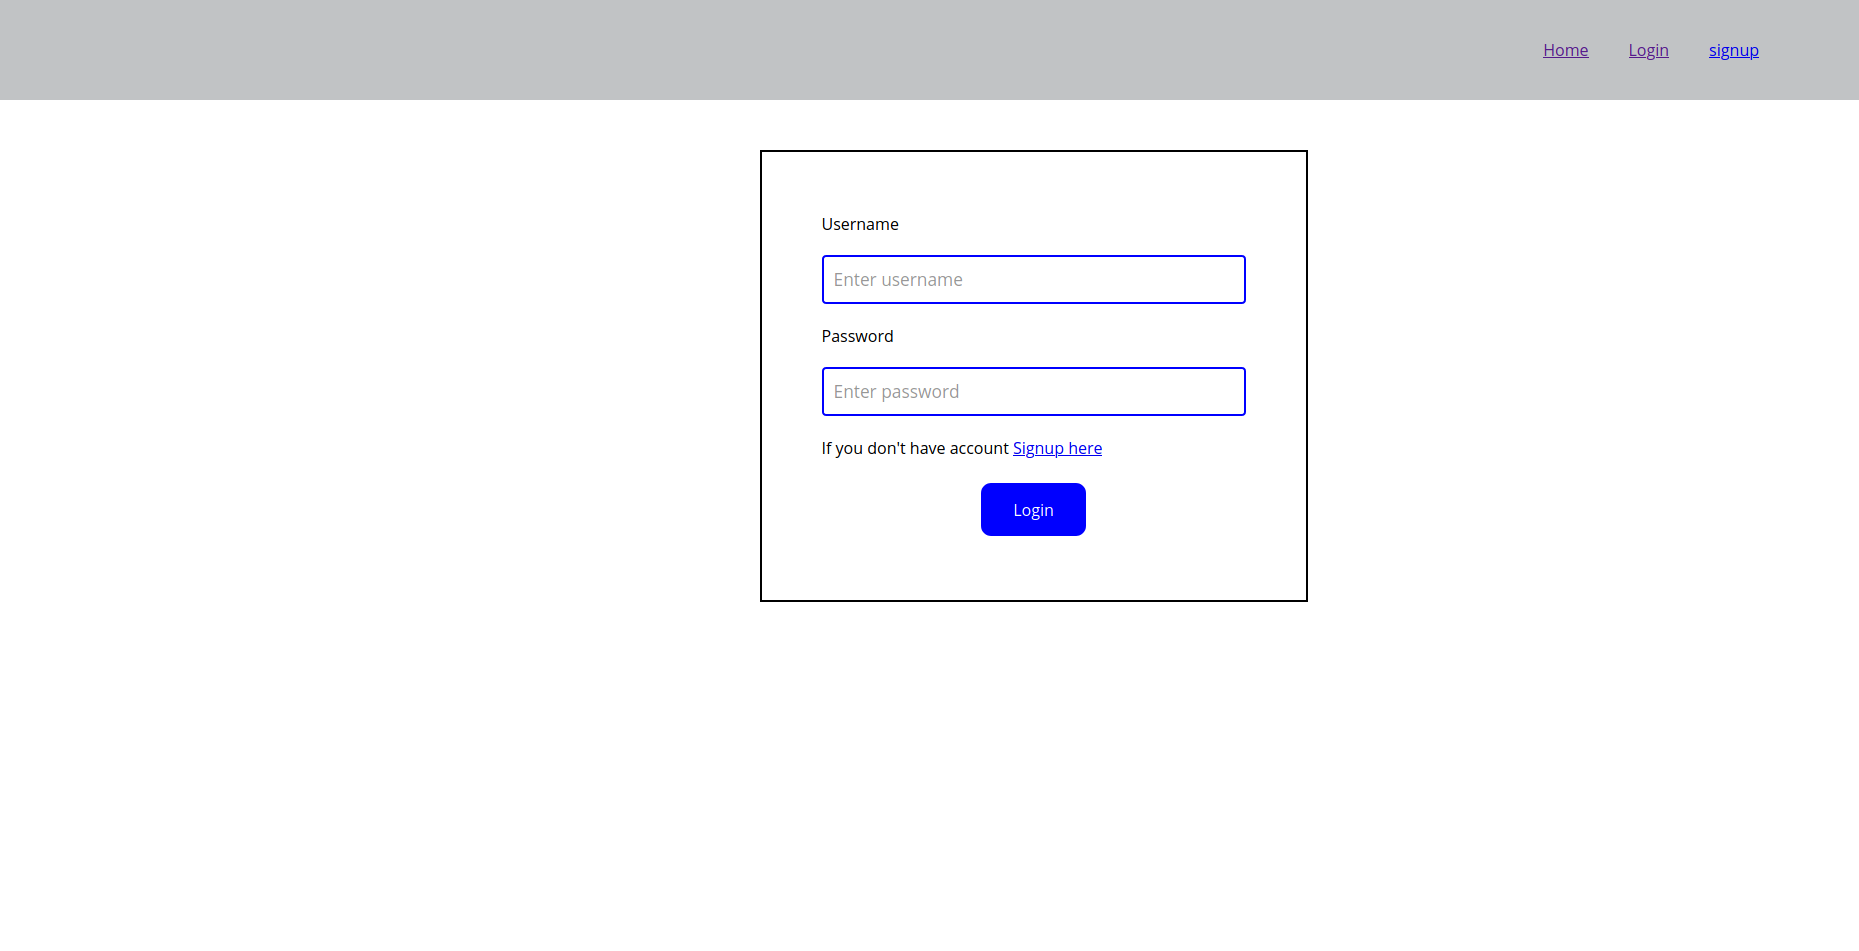 Home Login signup
Username
Enter username
Password
Enter password
If you don't have account Signup here
Login